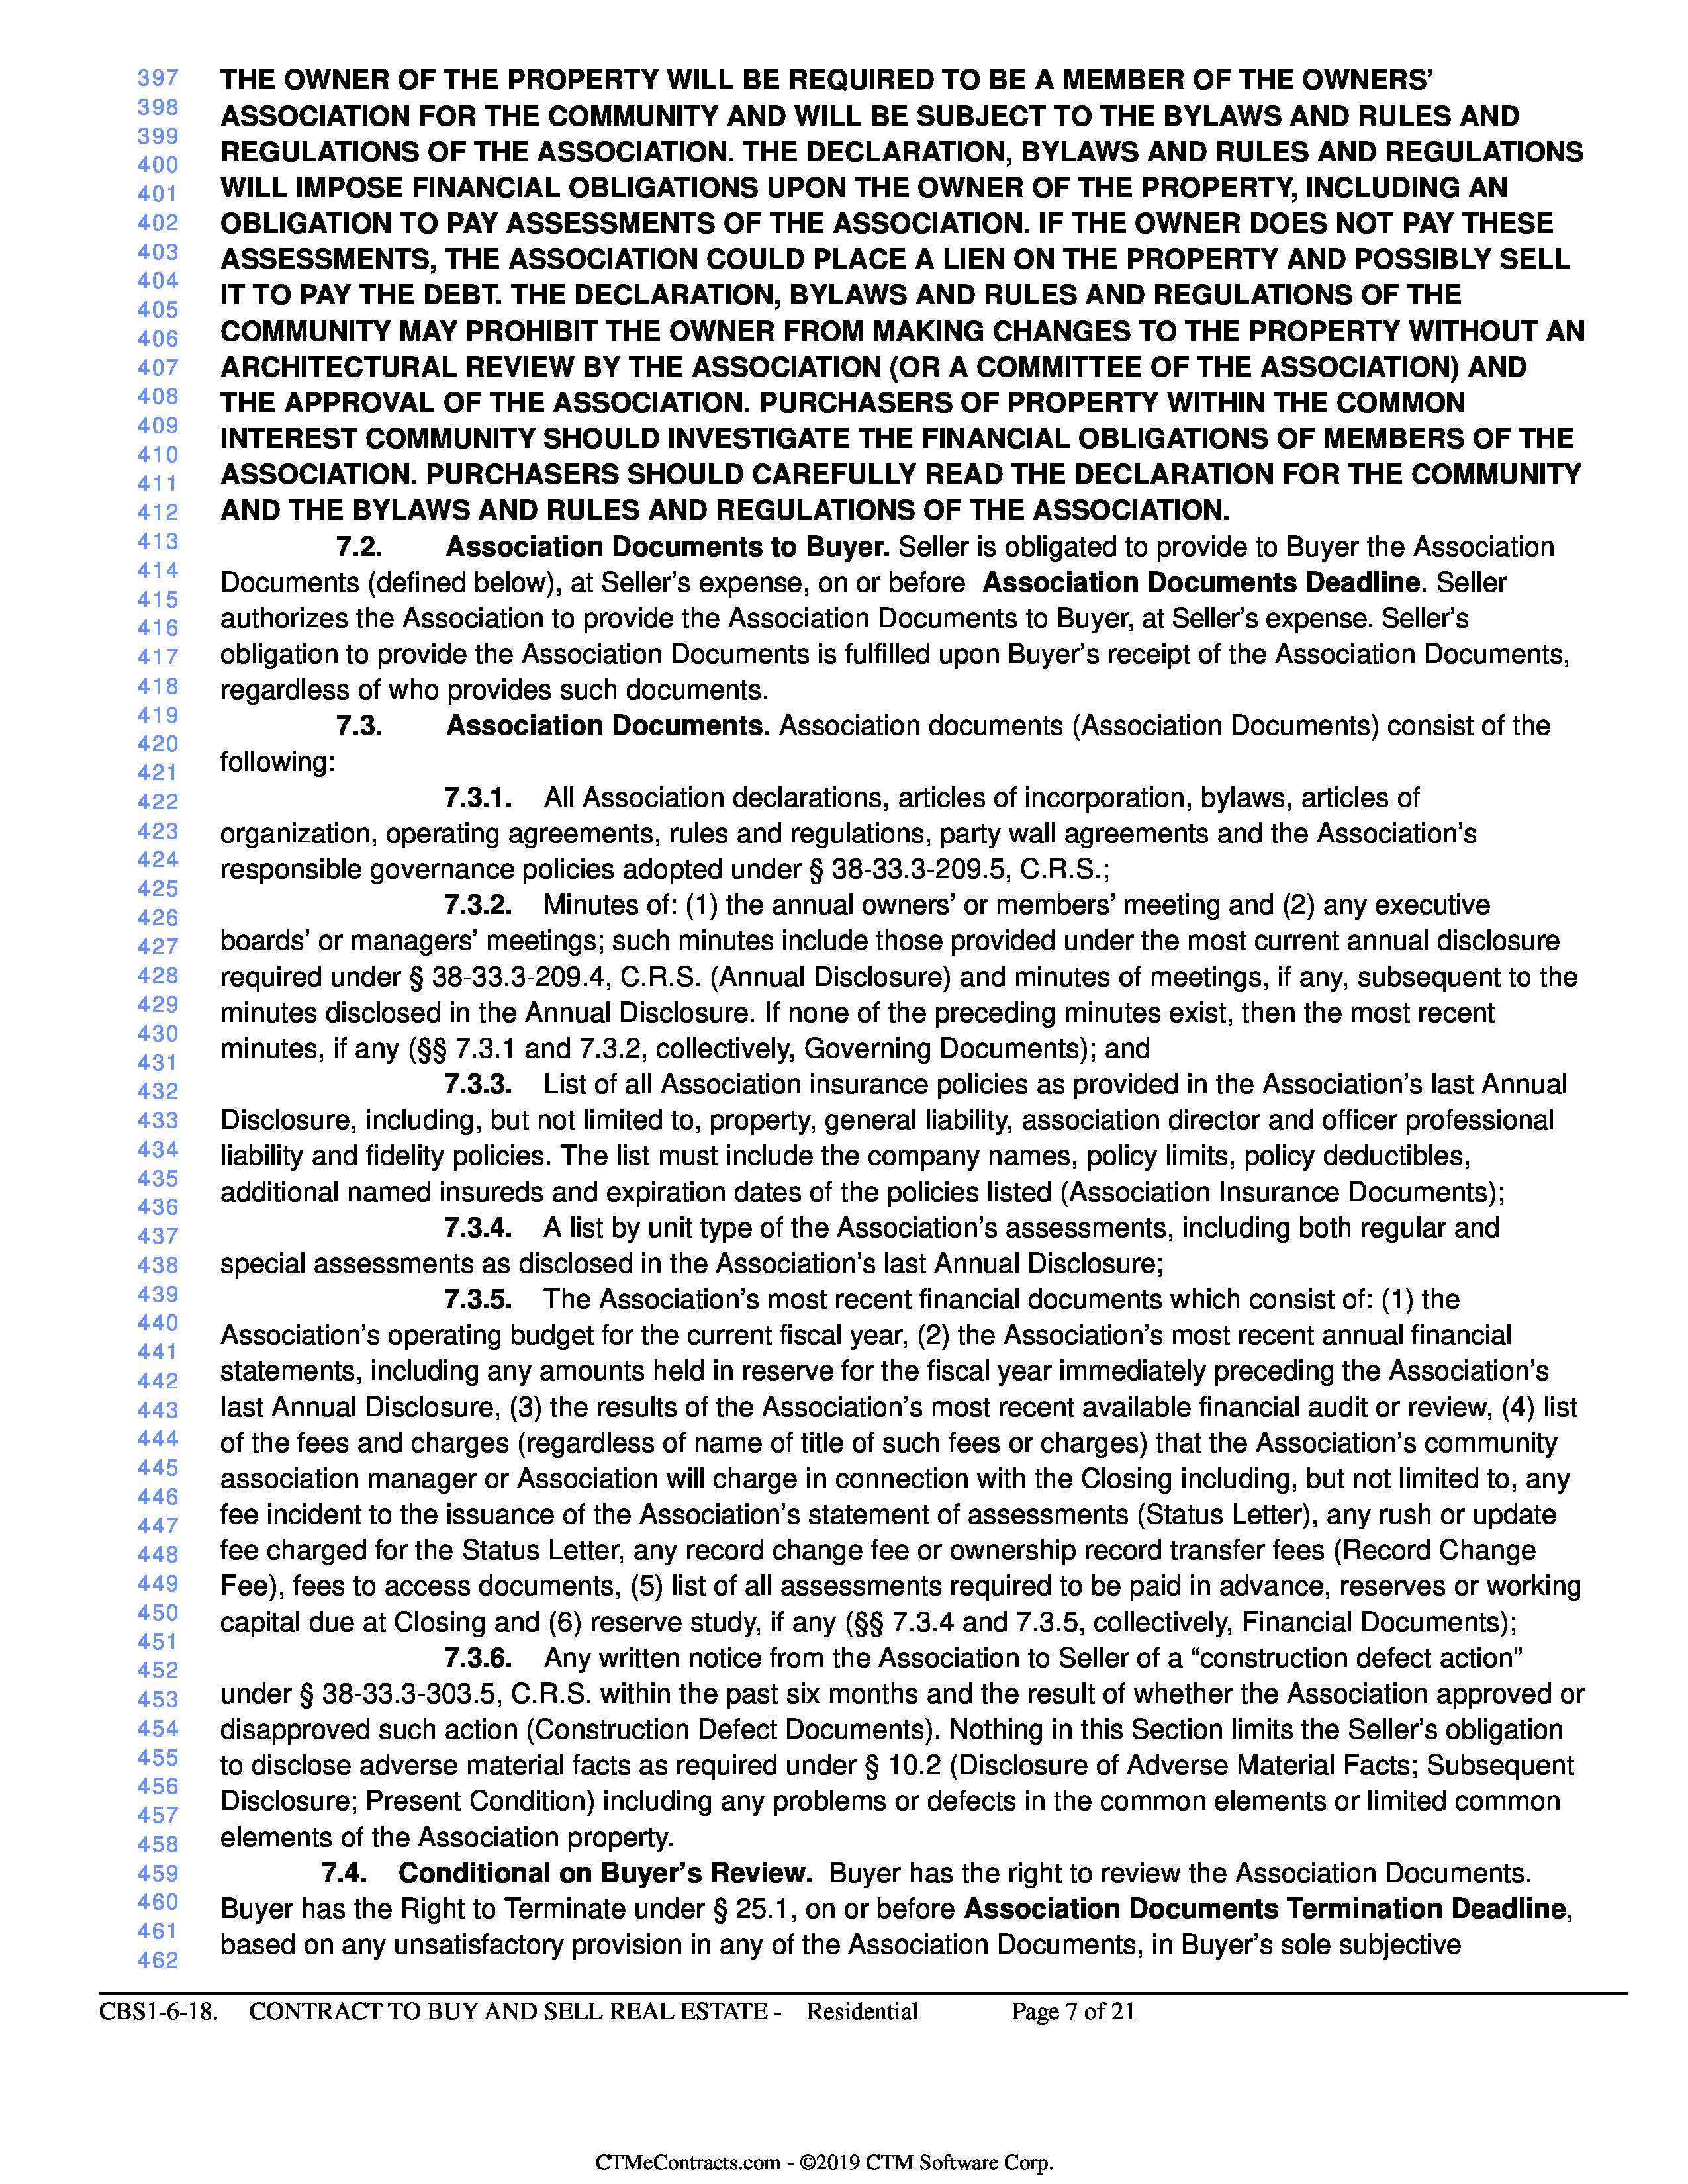 397 THE OWNER OF THE PROPERTY WILL BE REQUIRED TO BE A MEMBER OF THE OWNERS’
398 ASSOCIATION FOR THE COMMUNITY AND WILL BE SUBJECT TO THE BYLAWS AND RULES AND
399
400 REGULATIONS OF THE ASSOCIATION. THE DECLARATION, BYLAWS AND RULES AND REGULATIONS
401 WILL IMPOSE FINANCIAL OBLIGATIONS UPON THE OWNER OF THE PROPERTY, INCLUDING AN
402 OBLIGATION TO PAY ASSESSMENTS OF THE ASSOCIATION. IF THE OWNER DOES NOT PAY THESE
403 ASSESSMENTS, THE ASSOCIATION COULD PLACE A LIEN ON THE PROPERTY AND POSSIBLY SELL
404
405 IT TO PAY THE DEBT. THE DECLARATION, BYLAWS AND RULES AND REGULATIONS OF THE
406 COMMUNITY MAY PROHIBIT THE OWNER FROM MAKING CHANGES TO THE PROPERTY WITHOUT AN
407 ARCHITECTURAL REVIEW BY THE ASSOCIATION (OR A COMMITTEE OF THE ASSOCIATION) AND
408 THE APPROVAL OF THE ASSOCIATION. PURCHASERS OF PROPERTY WITHIN THE COMMON
409
410 INTEREST COMMUNITY SHOULD INVESTIGATE THE FINANCIAL OBLIGATIONS OF MEMBERS OF THE
411 ASSOCIATION. PURCHASERS SHOULD CAREFULLY READ THE DECLARATION FOR THE COMMUNITY
412 AND THE BYLAWS AND RULES AND REGULATIONS OF THE ASSOCIATION.
413 7.2. Association Documents to Buyer. Seller is obligated to provide to Buyer the Association
414
415 Documents (defined below), at Seller’s expense, on or before Association Documents Deadline. Seller
416 authorizes the Association to provide the Association Documents to Buyer, at Seller’s expense. Seller’s
417 obligation to provide the Association Documents is fulfilled upon Buyer’s receipt of the Association Documents,
418 regardless of who provides such documents.
419 7.3. Association Documents. Association documents (Association Documents) consist of the
420
421 following:
422 7.3.1. All Association declarations, articles of incorporation, bylaws, articles of
423 organization, operating agreements, rules and regulations, party wall agreements and the Association’s
424 responsible governance policies adopted under § 38-33.3-209.5, C.R.S.;
425
426 7.3.2. Minutes of: (1) the annual owners’ or members’ meeting and (2) any executive
427 boards’ or managers’ meetings; such minutes include those provided under the most current annual disclosure
428 required under § 38-33.3-209.4, C.R.S. (Annual Disclosure) and minutes of meetings, if any, subsequent to the
429 minutes disclosed in the Annual Disclosure. If none of the preceding minutes exist, then the most recent
430
431 minutes, if any (§§ 7.3.1 and 7.3.2, collectively, Governing Documents); and
432 7.3.3. List of all Association insurance policies as provided in the Association’s last Annual
433 Disclosure, including, but not limited to, property, general liability, association director and officer professional
434 liability and fidelity policies. The list must include the company names, policy limits, policy deductibles,
435
436 additional named insureds and expiration dates of the policies listed (Association Insurance Documents);
437 7.3.4. A list by unit type of the Association’s assessments, including both regular and
438 special assessments as disclosed in the Association’s last Annual Disclosure;
439 7.3.5. The Association’s most recent financial documents which consist of: (1) the
440
441 Association’s operating budget for the current fiscal year, (2) the Association’s most recent annual financial
442 statements, including any amounts held in reserve for the fiscal year immediately preceding the Association’s
443 last Annual Disclosure, (3) the results of the Association’s most recent available financial audit or review, (4) list
444 of the fees and charges (regardless of name of title of such fees or charges) that the Association’s community
445 association manager or Association will charge in connection with the Closing including, but not limited to, any
446
447 fee incident to the issuance of the Association’s statement of assessments (Status Letter), any rush or update
448 fee charged for the Status Letter, any record change fee or ownership record transfer fees (Record Change
449 Fee), fees to access documents, (5) list of all assessments required to be paid in advance, reserves or working
450 capital due at Closing and (6) reserve study, if any (§§ 7.3.4 and 7.3.5, collectively, Financial Documents);
451
452 7.3.6. Any written notice from the Association to Seller of a “construction defect action”
453 under § 38-33.3-303.5, C.R.S. within the past six months and the result of whether the Association approved or
454 disapproved such action (Construction Defect Documents). Nothing in this Section limits the Seller’s obligation
455 to disclose adverse material facts as required under § 10.2 (Disclosure of Adverse Material Facts; Subsequent
456
457 Disclosure; Present Condition) including any problems or defects in the common elements or limited common
458 elements of the Association property.
459 7.4. Conditional on Buyer’s Review. Buyer has the right to review the Association Documents.
460 Buyer has the Right to Terminate under § 25.1, on or before Association Documents Termination Deadline,
461
462 based on any unsatisfactory provision in any of the Association Documents, in Buyer’s sole subjective
CBS1-6-18. CONTRACT TO BUY AND SELL REAL ESTATE - Residential Page 7 of 21
CTMeContracts.com - ©2019 CTM Software Corp.